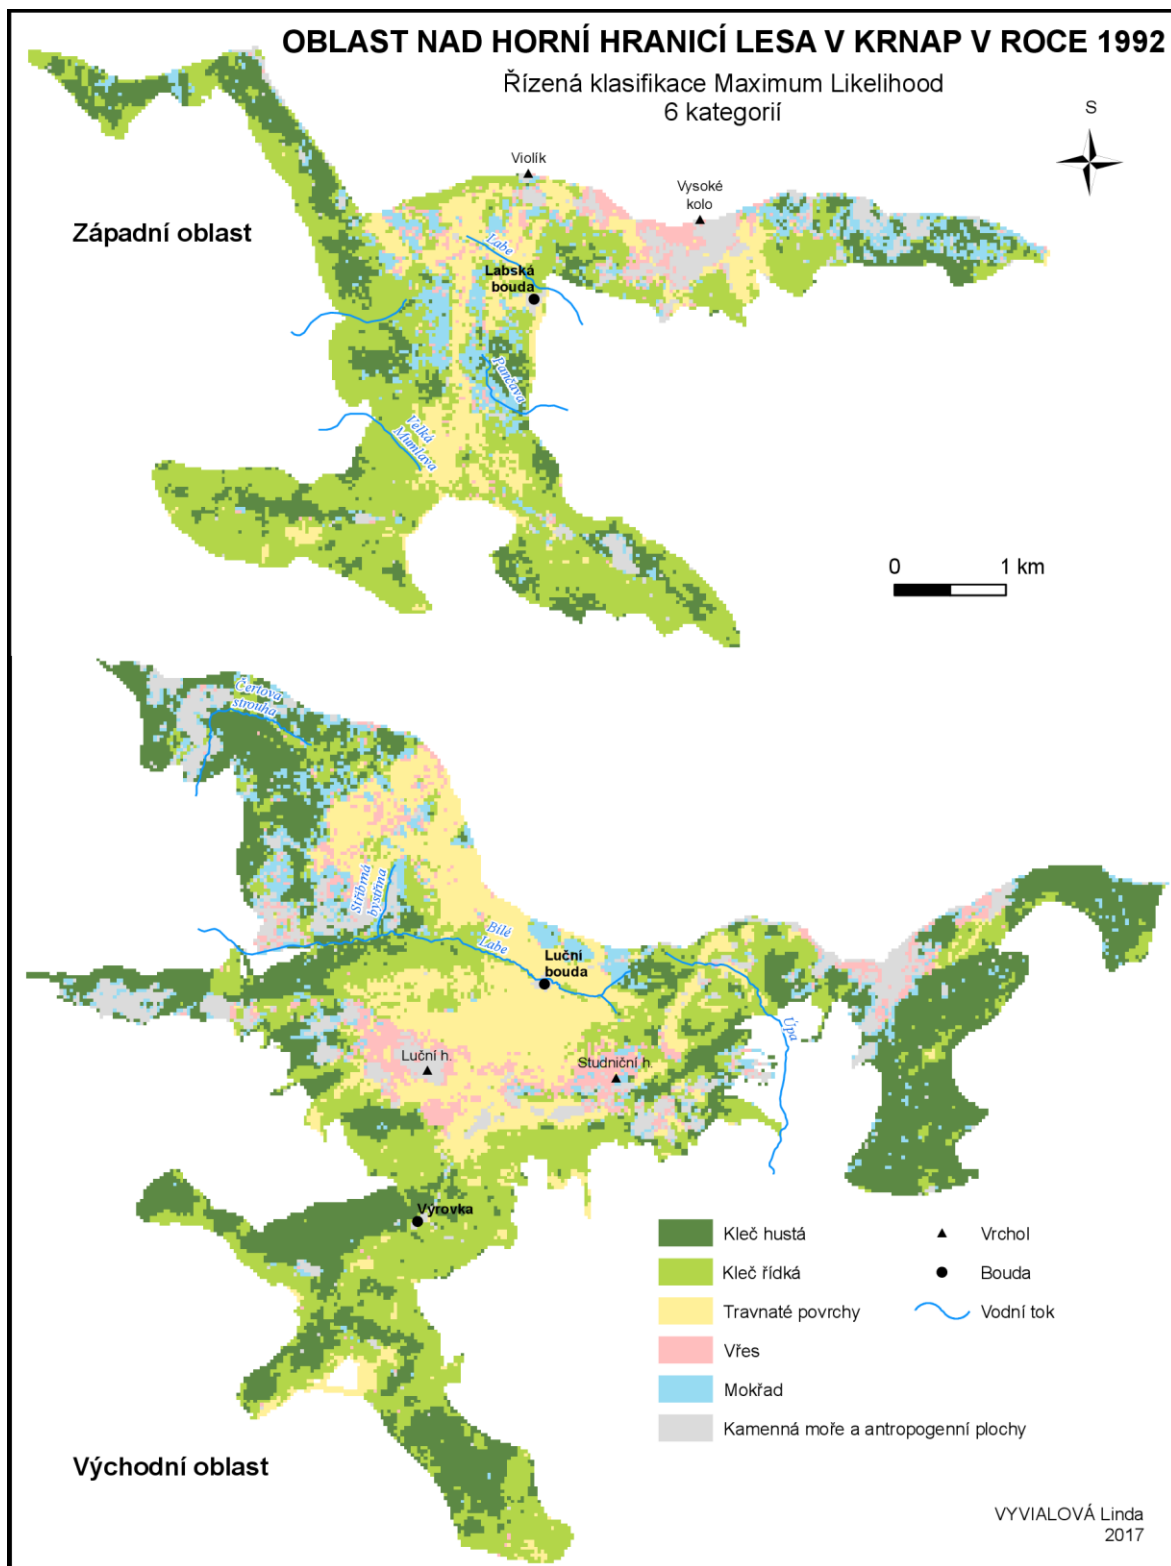 OBLAST NAD HORNÍ HRANICÍ LESA V KRNAP V ROCE 1992
Řízená klasifikace Maximum Likelihood
6 kategorií
S
Violík
Vysoké
kolo
Západní oblast
Labe
Labská
bouda
Pančava
Velká
Mumlava
0 1 km
Čertova
strouha
Stříbrná
bystřina
Bílé
Labe
Luční
bouda
Úpa
Luční h.
Studniční h.
Výrovka
Kleč hustá
Kleč řídká
Travnaté povrchy
Vřes
Mokřad
Kamenná moře a antropogenní plochy
Vrchol
Bouda
Vodní tok
Východní oblast
VYVIALOVÁ Linda
2017